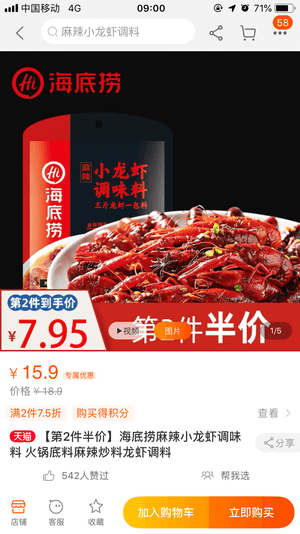 中国移动 4G 09:00 71%
麻辣小龙虾调料
58
Hi 海底捞
Hi
海底捞
麻辣
小龙虾
调味料
三斤龙虾一包料
第2件到手价
¥7.95
第2件半价
视频
图片
1/5
¥15.9 专属优惠
价格 ¥18.9
满2件7.5折 购买得积分 查看
天猫 【第2件半价】海底捞麻辣小龙虾调味
料 火锅底料麻辣炒料龙虾调料
分享
542人赞过 帮我选
店铺 客服 收藏 加入购物车 立即购买